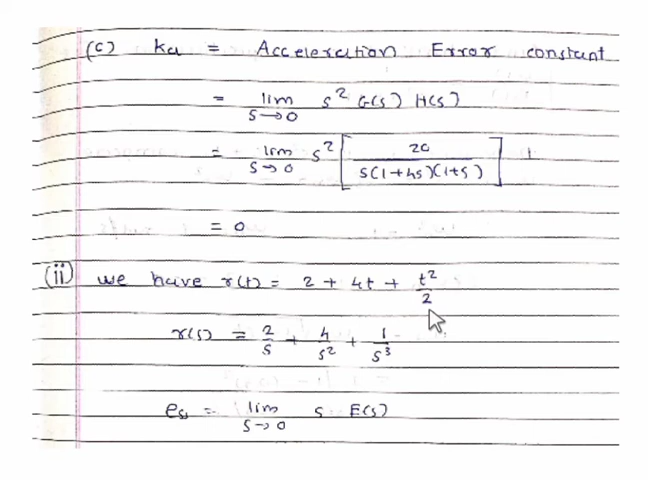 (c) ka = Acceleration Error constant
= lim s→0 s² G(s) H(s)
= lim s→0 s² [ 20 / s(1+4s)(1+s) ] 1
= 0
(ii) we have r(t) = 2 + 4t + t²/2
r(s) = 2/s + 4/s² + 1/s³
ess = lim s→0 s E(s)